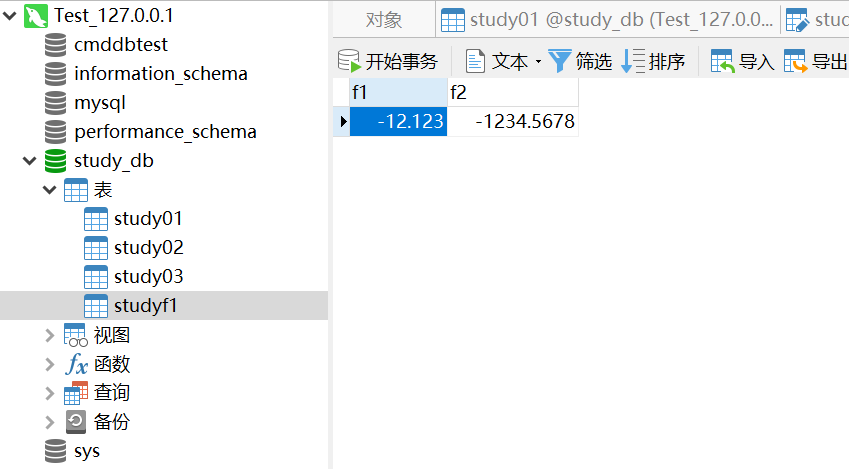 Test_127.0.0.1
cmddbtest
information_schema
mysql
performance_schema
study_db
表
study01
study02
study03
studyf1
视图
fx 函数
查询
备份
sys
对象 study01 @study_db (Test_127.0.0... stud
开始事务 文本 筛选 排序 导入 导出
f1 f2
-12.123 -1234.5678